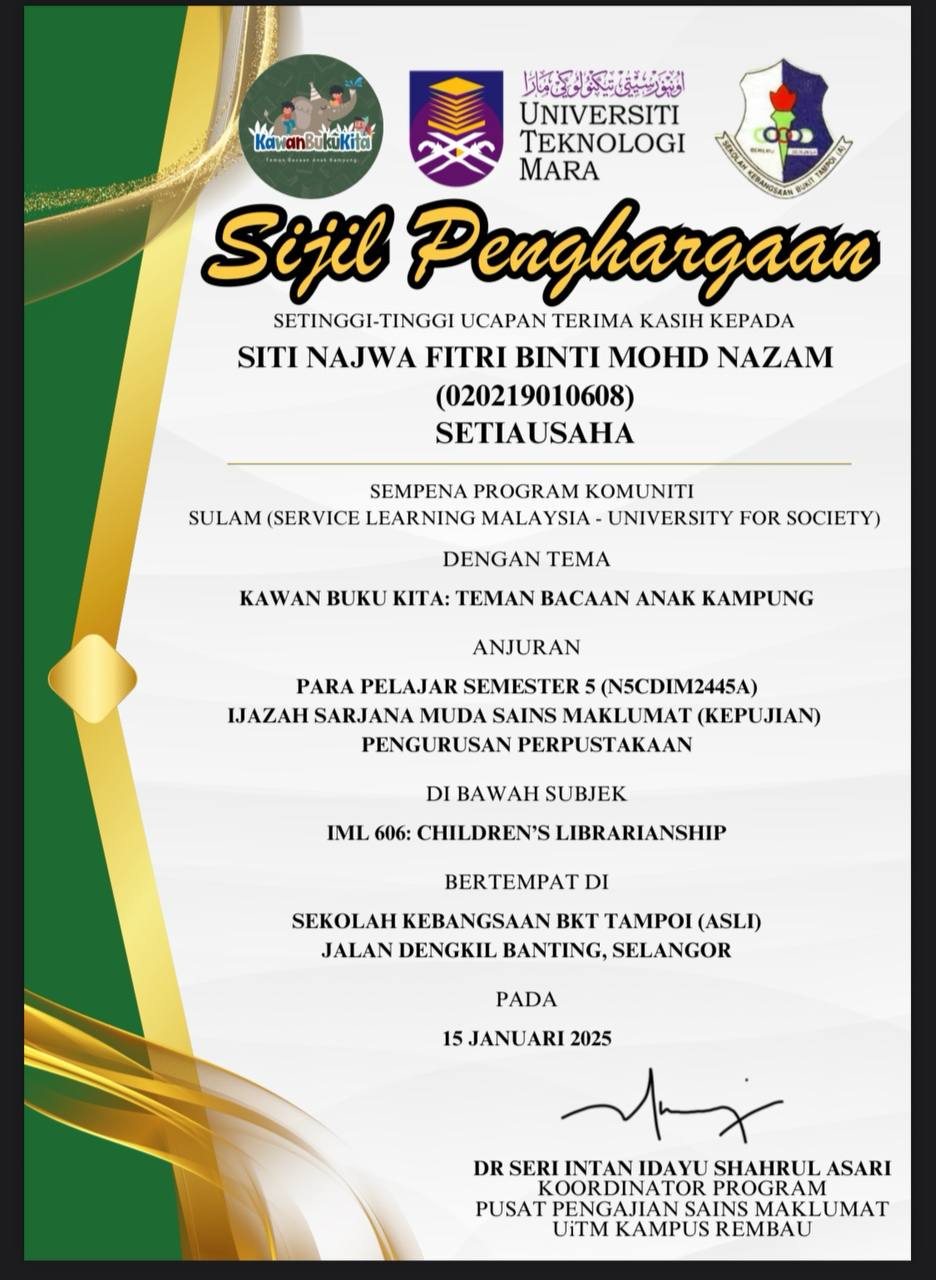 KawanBukuKita
Teman Bacaan Anak Kampung
اونيۏرسيتي تيكنولوݢي مارا
UNIVERSITI
TEKNOLOGI
MARA
BERILMU BERJASA
SEKOLAH KEBANGSAAN BUKIT TAMPOI (A)
Sijil Penghargaan
SETINGGI-TINGGI UCAPAN TERIMA KASIH KEPADA
SITI NAJWA FITRI BINTI MOHD NAZAM
(020219010608)
SETIAUSAHA
SEMPENA PROGRAM KOMUNITI
SULAM (SERVICE LEARNING MALAYSIA - UNIVERSITY FOR SOCIETY)
DENGAN TEMA
KAWAN BUKU KITA: TEMAN BACAAN ANAK KAMPUNG
ANJURAN
PARA PELAJAR SEMESTER 5 (N5CDIM2445A)
IJAZAH SARJANA MUDA SAINS MAKLUMAT (KEPUJIAN)
PENGURUSAN PERPUSTAKAAN
DI BAWAH SUBJEK
IML 606: CHILDREN'S LIBRARIANSHIP
BERTEMPAT DI
SEKOLAH KEBANGSAAN BKT TAMPOI (ASLI)
JALAN DENGKIL BANTING, SELANGOR
PADA
15 JANUARI 2025
DR SERI INTAN IDAYU SHAHRUL ASARI
KOORDINATOR PROGRAM
PUSAT PENGAJIAN SAINS MAKLUMAT
UiTM KAMPUS REMBAU